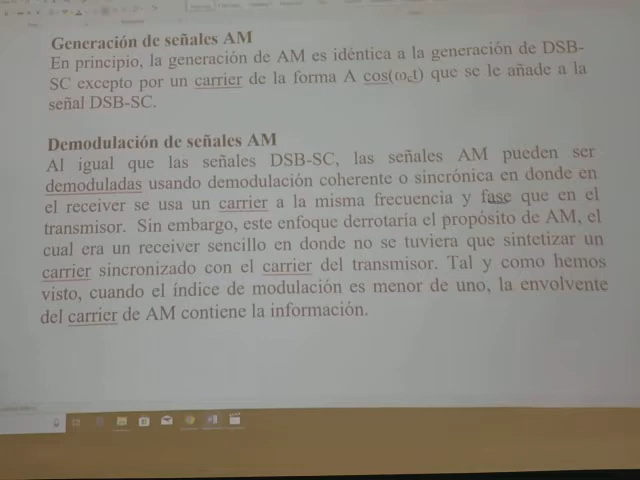 Generación de señales AM
En principio, la generación de AM es idéntica a la generación de DSB-
SC excepto por un carrier de la forma A cos(ωct) que se le añade a la
señal DSB-SC.
Demodulación de señales AM
Al igual que las señales DSB-SC, las señales AM pueden ser
demoduladas usando demodulación coherente o sincrónica en donde en
el receiver se usa un carrier a la misma frecuencia y fase que en el
transmisor. Sin embargo, este enfoque derrotaría el propósito de AM, el
cual era un receiver sencillo en donde no se tuviera que sintetizar un
carrier sincronizado con el carrier del transmisor. Tal y como hemos
visto, cuando el índice de modulación es menor de uno, la envolvente
del carrier de AM contiene la información.